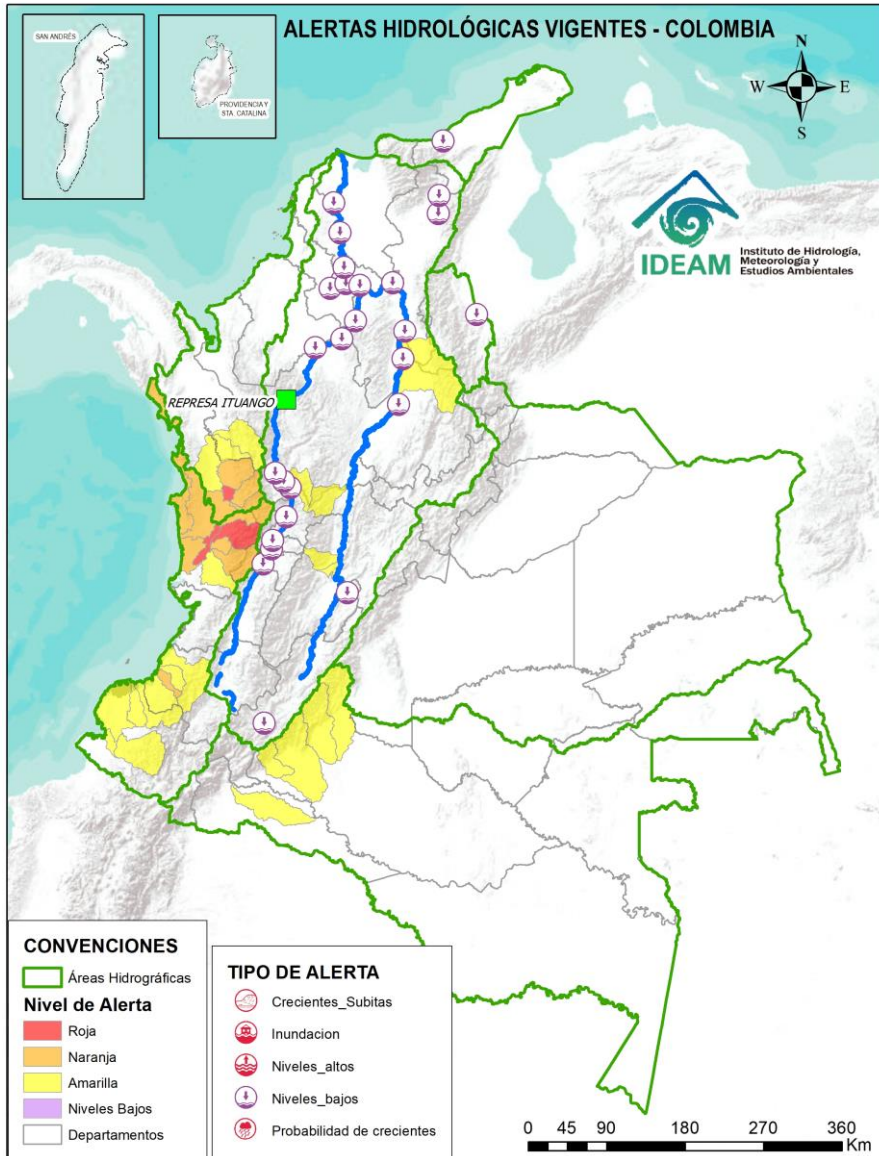 SAN ANDRÉS
PROVIDENCIA Y
STA. CATALINA
ALERTAS HIDROLÓGICAS VIGENTES - COLOMBIA
N
W
E
S
IDEAM
Instituto de Hidrología,
Meteorología y
Estudios Ambientales
REPRESA ITUANGO
CONVENCIONES
Áreas Hidrográficas
Nivel de Alerta
Roja
Naranja
Amarilla
Niveles Bajos
Departamentos
TIPO DE ALERTA
Crecientes_Subitas
Inundacion
Niveles_altos
Niveles_bajos
Probabilidad de crecientes
0 45 90 180 270 360
Km